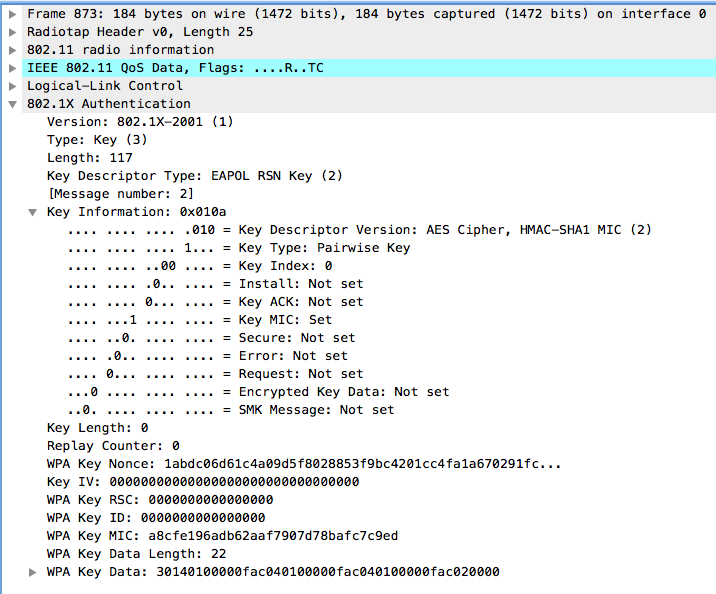 Frame 873: 184 bytes on wire (1472 bits), 184 bytes captured (1472 bits) on interface 0
Radiotap Header v0, Length 25
802.11 radio information
IEEE 802.11 QoS Data, Flags: ....R..TC
Logical-Link Control
802.1X Authentication
Version: 802.1X-2001 (1)
Type: Key (3)
Length: 117
Key Descriptor Type: EAPOL RSN Key (2)
[Message number: 2]
Key Information: 0x010a
.... .... .... .010 = Key Descriptor Version: AES Cipher, HMAC-SHA1 MIC (2)
.... .... .... 1... = Key Type: Pairwise Key
.... .... ..00 .... = Key Index: 0
.... .... .0.. .... = Install: Not set
.... .... 0... .... = Key ACK: Not set
.... ...1 .... .... = Key MIC: Set
.... ..0. .... .... = Secure: Not set
.... .0.. .... .... = Error: Not set
.... 0... .... .... = Request: Not set
...0 .... .... .... = Encrypted Key Data: Not set
..0. .... .... .... = SMK Message: Not set
Key Length: 0
Replay Counter: 0
WPA Key Nonce: 1abdc06d61c4a09d5f8028853f9bc4201cc4fa1a670291fc...
Key IV: 00000000000000000000000000000000
WPA Key RSC: 0000000000000000
WPA Key ID: 0000000000000000
WPA Key MIC: a8cfe196adb62aaf7907d78bafc7c9ed
WPA Key Data Length: 22
WPA Key Data: 30140100000fac040100000fac040100000fac020000